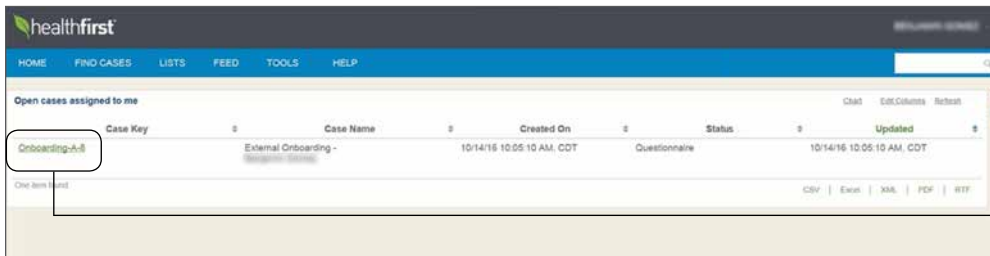 healthfirst
HOME FIND CASES LISTS FEED TOOLS HELP
Open cases assigned to me Chart Edit Columns Refresh
Case Key Case Name Created On Status Updated
Onboarding-A-8 External Onboarding - 10/14/16 10:05:10 AM, CDT Questionnaire 10/14/16 10:05:10 AM, CDT
One item found
CSV | Excel | XML | PDF | RTF